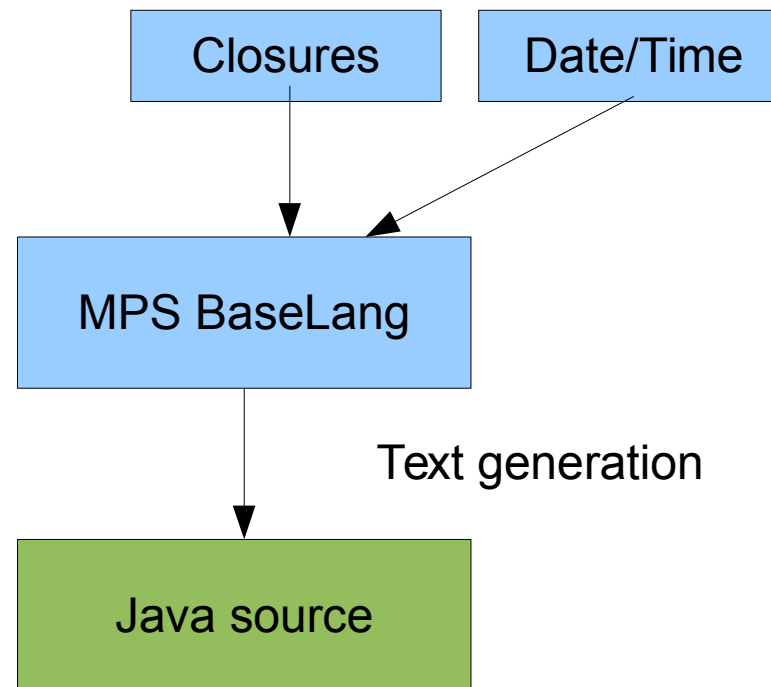 Closures
Date/Time
MPS BaseLang
Text generation
Java source